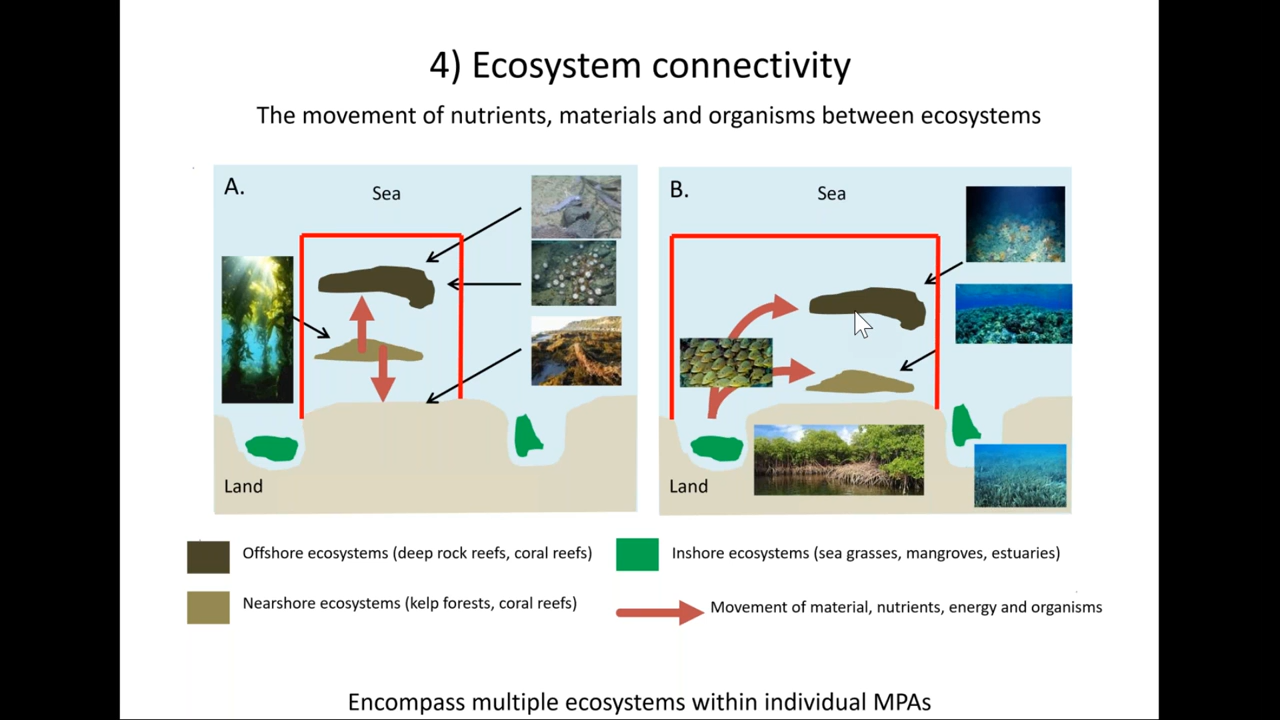 4) Ecosystem connectivity
The movement of nutrients, materials and organisms between ecosystems
A.
Sea
Land
B.
Sea
Land
Offshore ecosystems (deep rock reefs, coral reefs)
Inshore ecosystems (sea grasses, mangroves, estuaries)
Nearshore ecosystems (kelp forests, coral reefs)
Movement of material, nutrients, energy and organisms
Encompass multiple ecosystems within individual MPAs